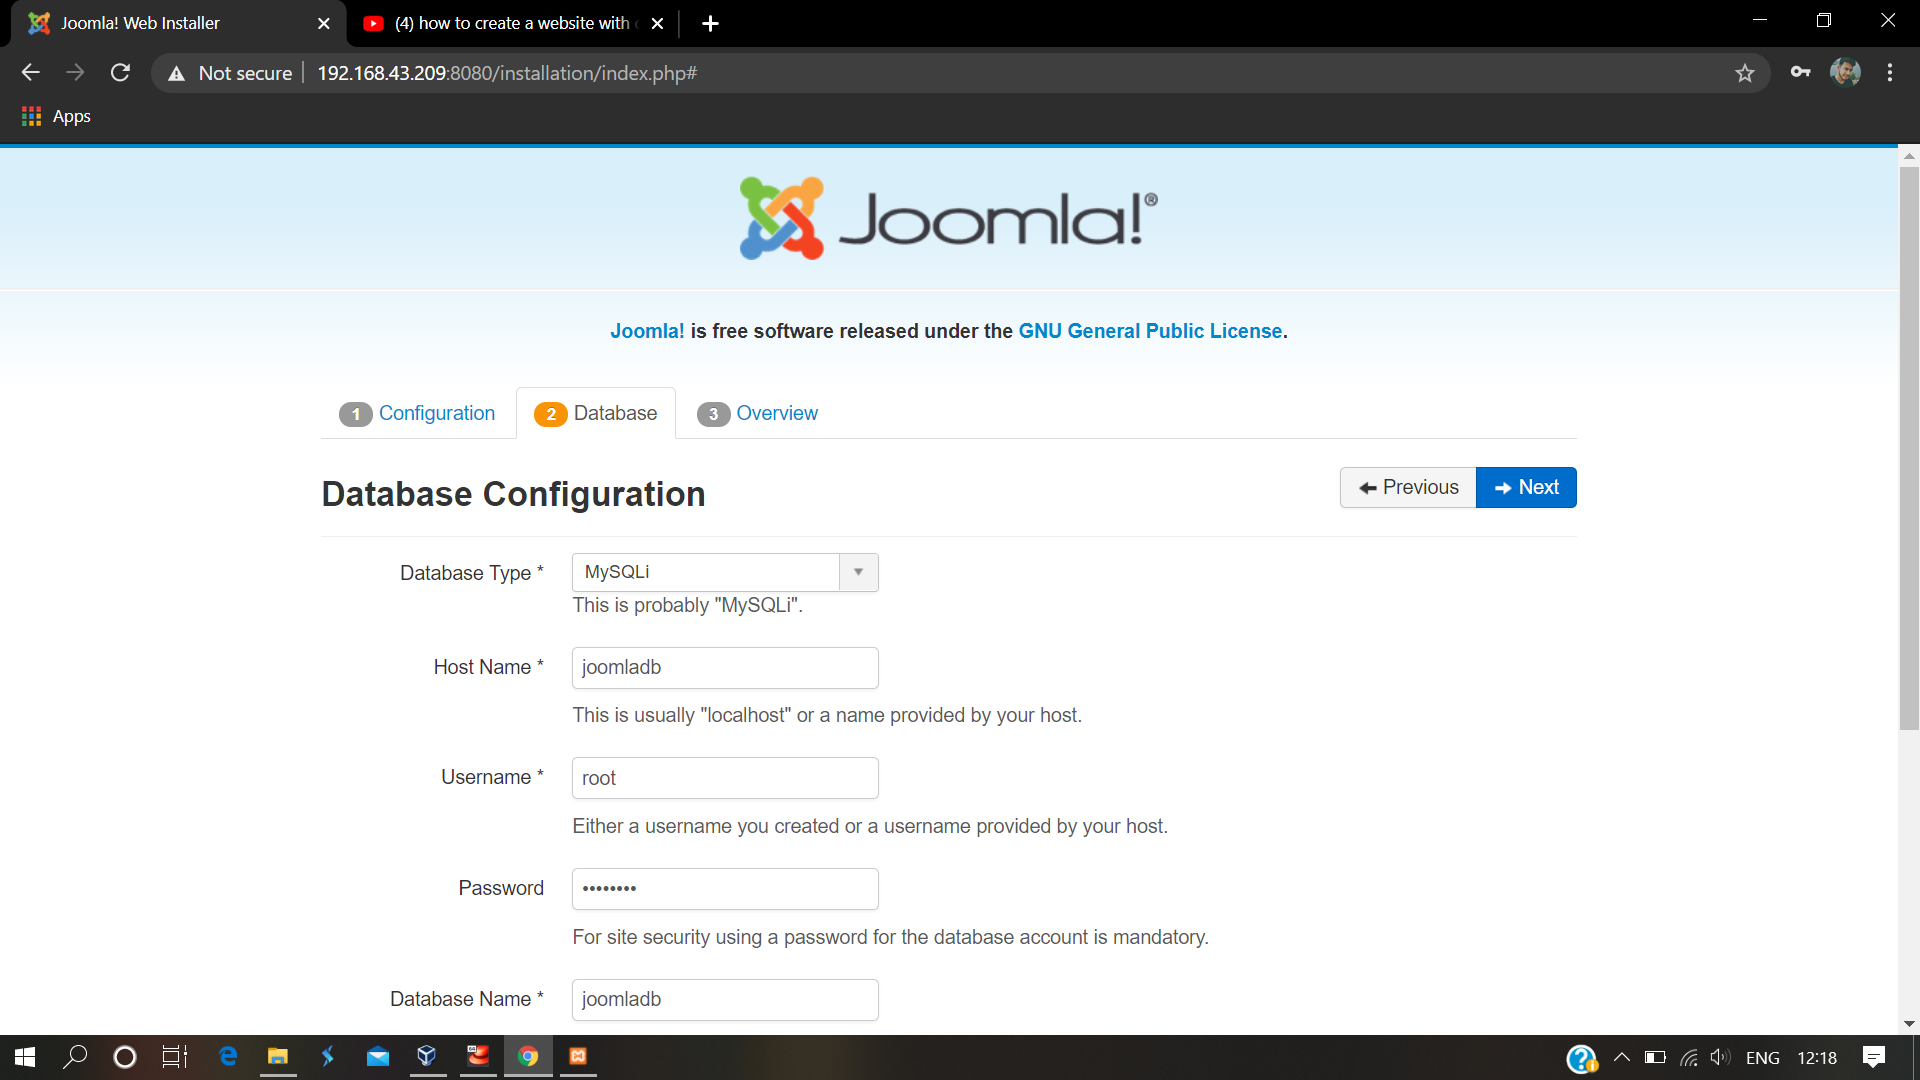 Joomla! Web Installer
(4) how to create a website with
Not secure
192.168.43.209:8080/installation/index.php#
Apps
Joomla!®
Joomla! is free software released under the GNU General Public License.
1 Configuration
2 Database
3 Overview
Database Configuration
Previous
Next
Database Type *
MySQLi
This is probably "MySQLi".
Host Name *
joomladb
This is usually "localhost" or a name provided by your host.
Username *
root
Either a username you created or a username provided by your host.
Password
••••••••
For site security using a password for the database account is mandatory.
Database Name *
joomladb
ENG
12:18